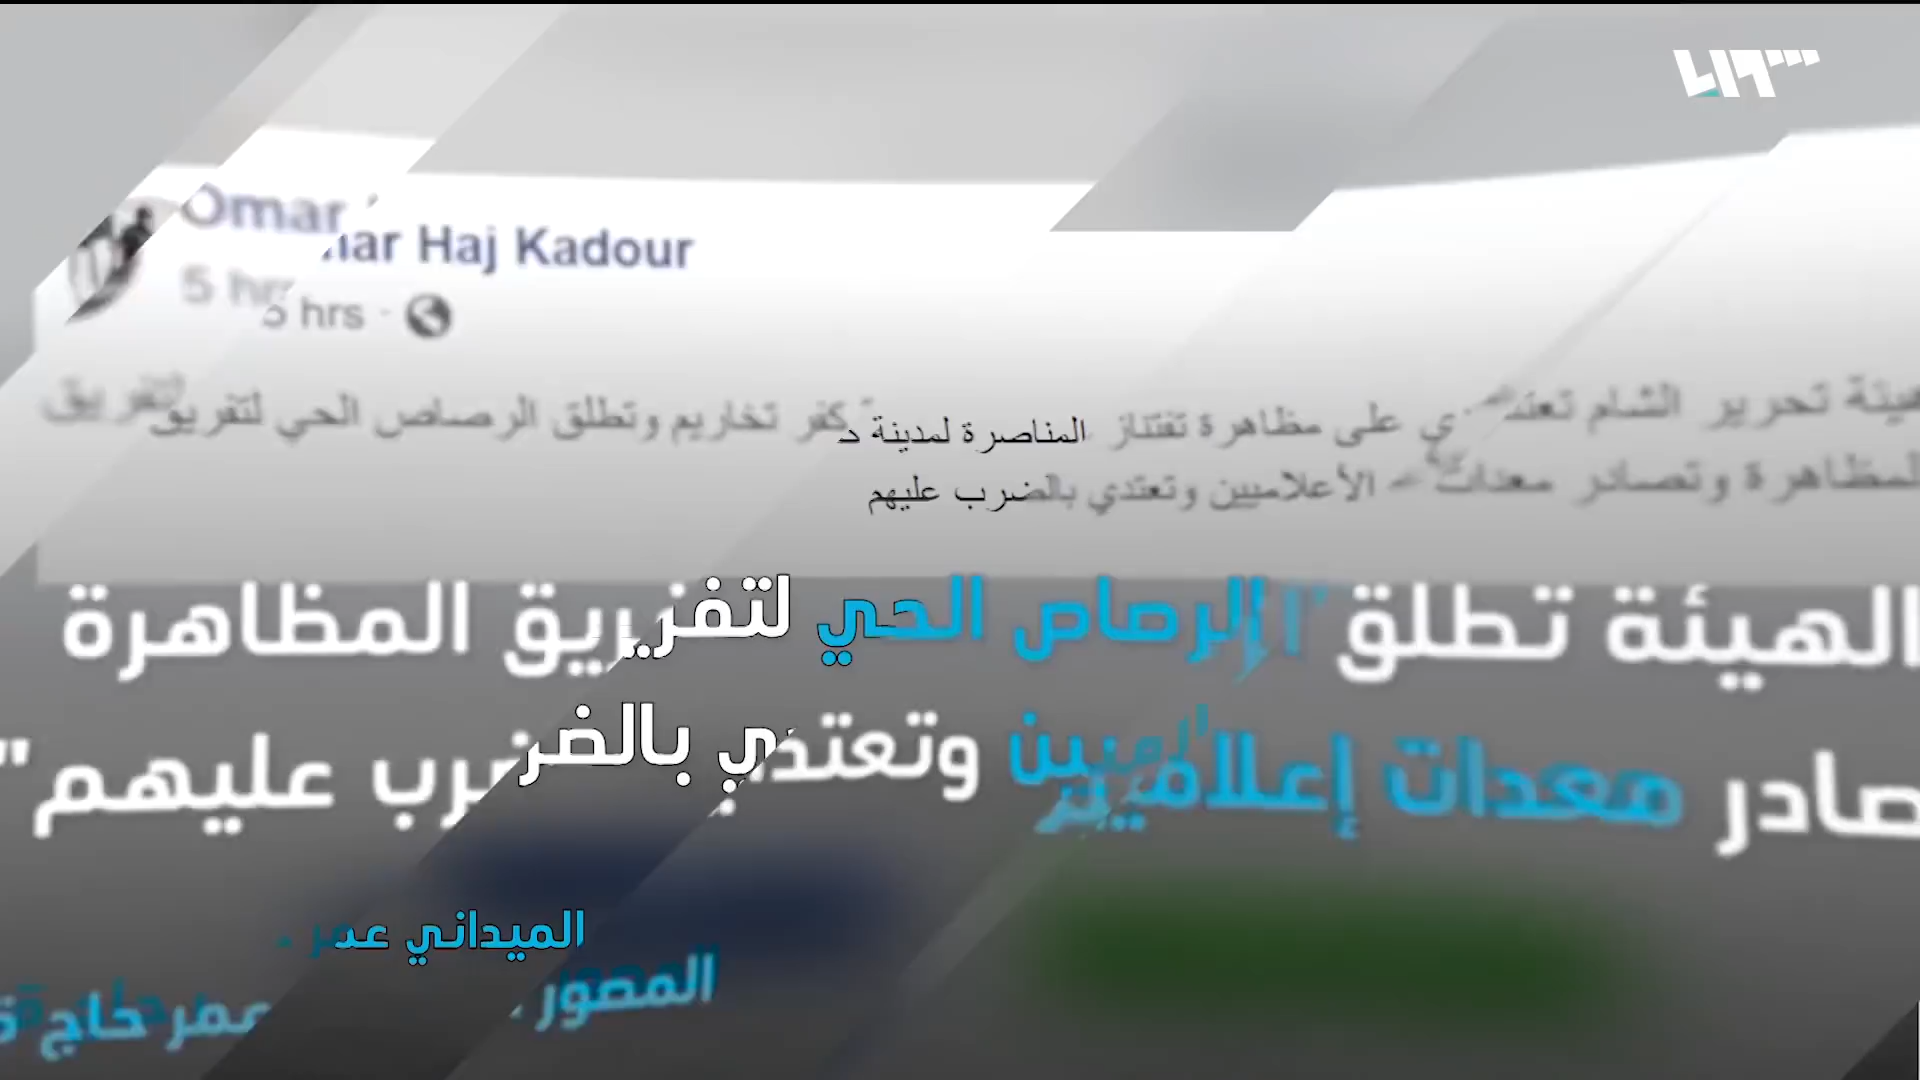 سوريا
Omar Haj Kadour
5 hrs ·
هيئة تحرير الشام تعتدي على مظاهرة تفتناز المناصرة لمدينة كفر تخاريم وتطلق الرصاص الحي لتفريق
المظاهرة وتصادر معدات الأعلاميين وتعتدي بالضرب عليهم
الهيئة تطلق الرصاص الحي لتفريق المظاهرة
صادر معدات إعلاميين وتعتدي بالضرب عليهم"
المصور الميداني عمر حاج